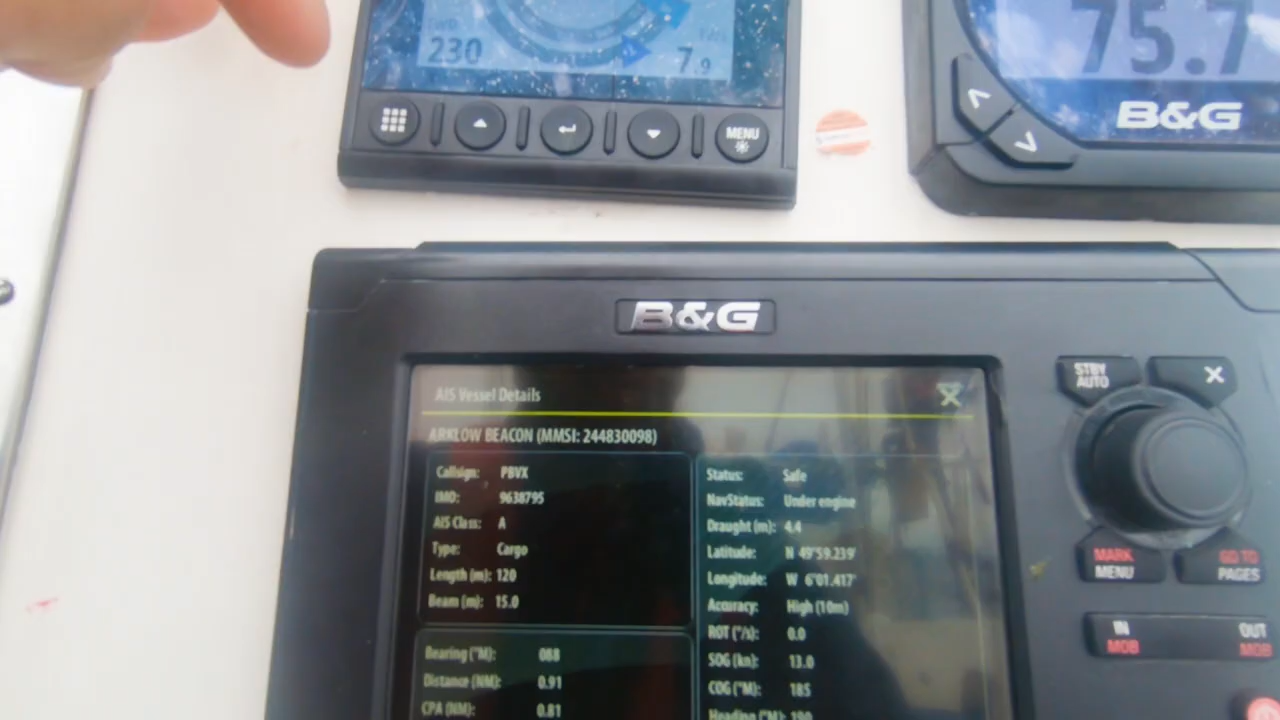 230
7.9
75.7
B&G
MENU
B&G
STBY
AUTO
X
AIS Vessel Details
X
ARKLOW BEACON (MMSI: 244830098)
Callsign: PBVX
IMO: 9638795
AIS Class: A
Type: Cargo
Length (m): 120
Beam (m): 15.0
Bearing (°M): 088
Distance (NM): 0.91
CPA (NM): 0.81
Status: Safe
NavStatus: Under engine
Draught (m): 4.4
Latitude: N 49°59.239'
Longitude: W 6°01.417'
Accuracy: High (10m)
ROT (°/s): 0.0
SOG (kn): 13.0
COG (°M): 185
Heading (°M): 190
MARK
MENU
GO TO
PAGES
IN
MOB
OUT
MOB